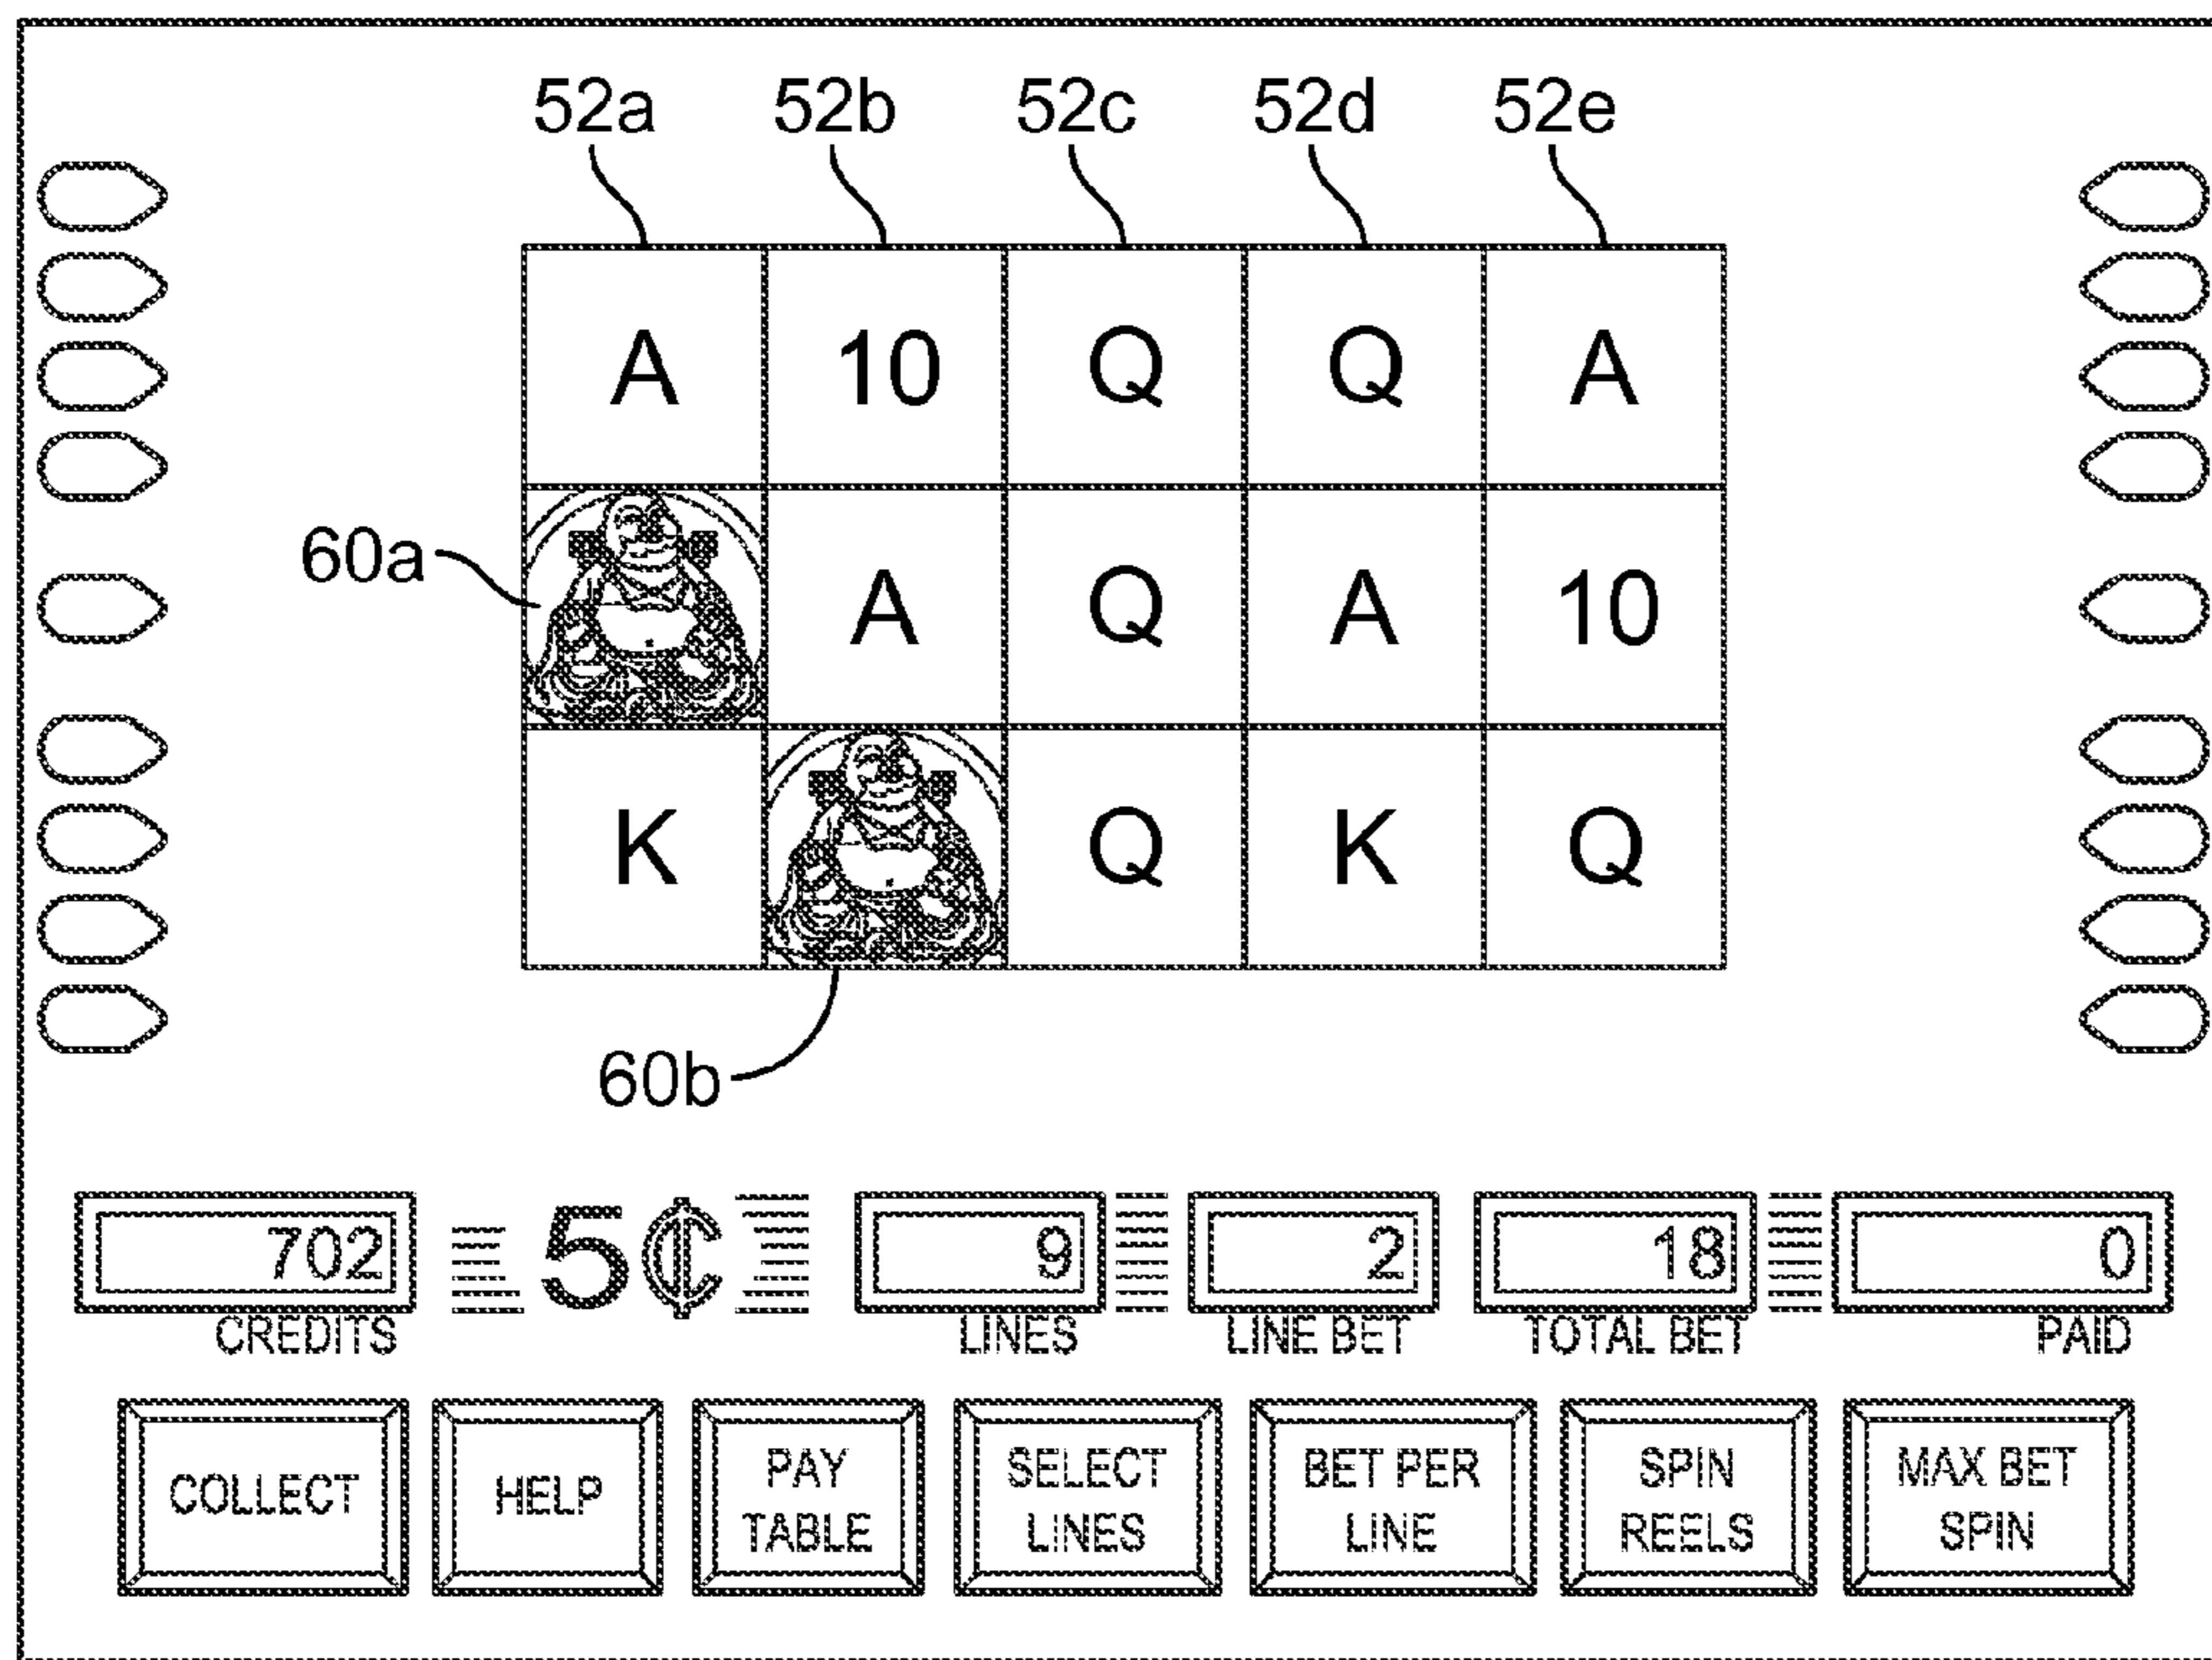 52a 52b 52c 52d 52e
A 10 Q Q A
60a
A Q A 10
K Q K Q
60b
702 5¢ 9 2 18 0
CREDITS LINES LINE BET TOTAL BET PAID
COLLECT HELP PAY TABLE SELECT LINES BET PER LINE SPIN REELS MAX BET SPIN